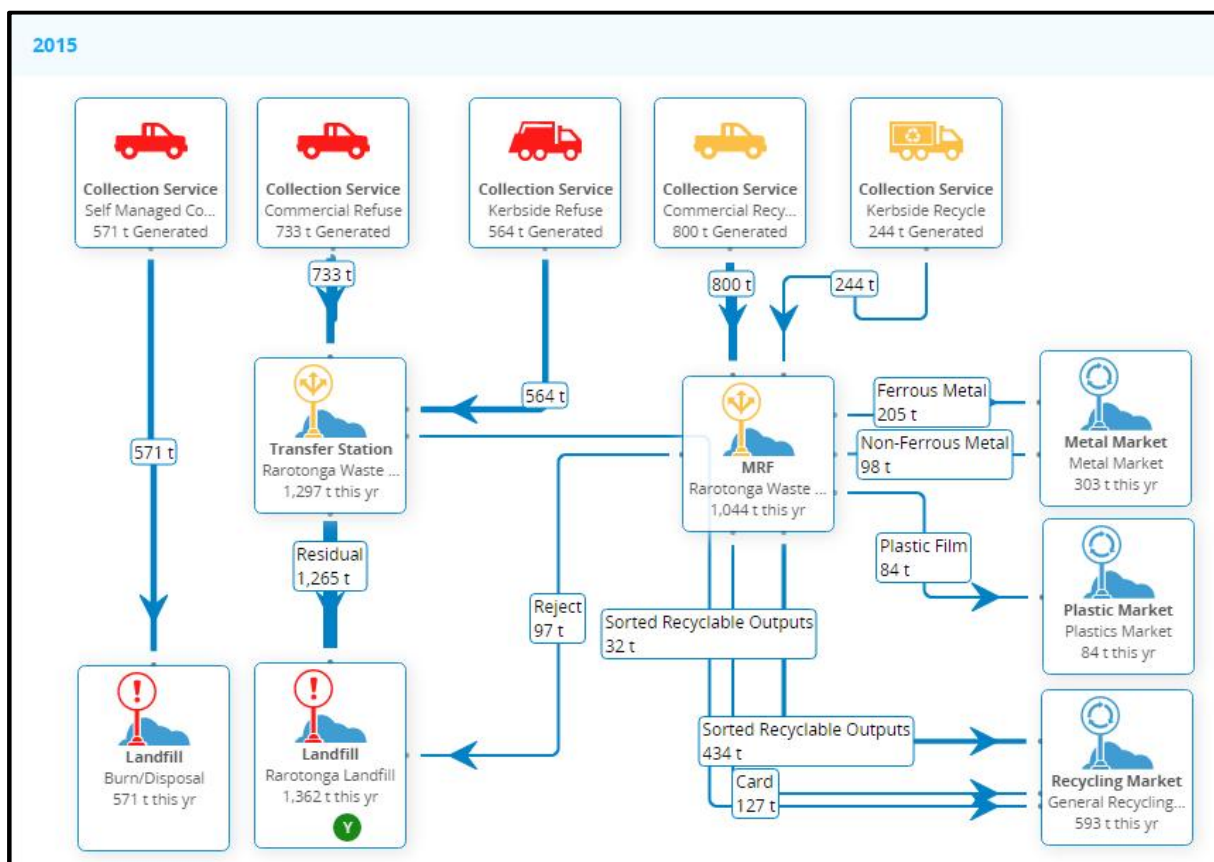 2015
Collection Service
Self Managed Co...
571 t Generated
Collection Service
Commercial Refuse
733 t Generated
Collection Service
Kerbside Refuse
564 t Generated
Collection Service
Commercial Recy...
800 t Generated
Collection Service
Kerbside Recycle
244 t Generated
733 t
800 t
244 t
564 t
571 t
Transfer Station
Rarotonga Waste ...
1,297 t this yr
MRF
Rarotonga Waste ...
1,044 t this yr
Ferrous Metal
205 t
Non-Ferrous Metal
98 t
Metal Market
Metal Market
303 t this yr
Plastic Film
84 t
Plastic Market
Plastics Market
84 t this yr
Residual
1,265 t
Reject
97 t
Sorted Recyclable Outputs
32 t
Sorted Recyclable Outputs
434 t
Card
127 t
Landfill
Burn/Disposal
571 t this yr
Landfill
Rarotonga Landfill
1,362 t this yr
Y
Recycling Market
General Recycling...
593 t this yr